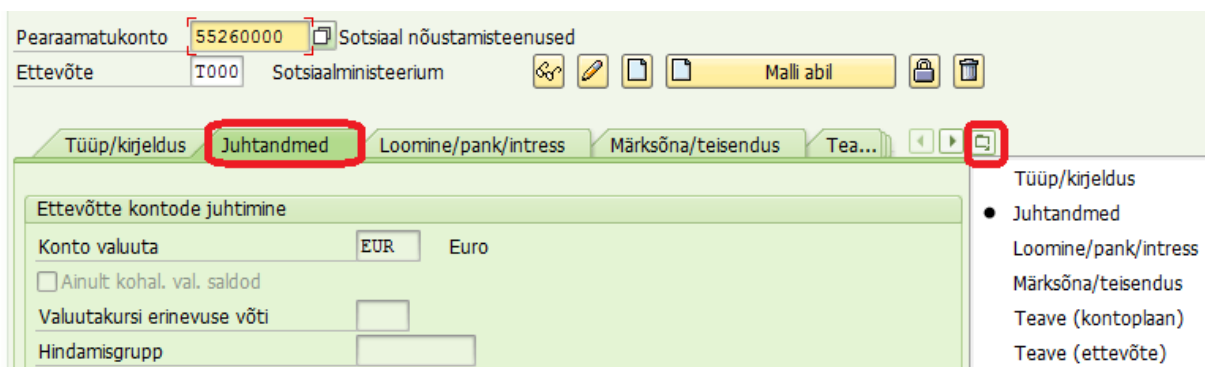 Pearaamatukonto 55260000 Sotsiaal nõustamisteenused
Ettevõte T000 Sotsiaalministeerium Malli abil
Tüüp/kirjeldus Juhtandmed Loomine/pank/intress Märksõna/teisendus Tea...
Tüüp/kirjeldus
Ettevõtte kontode juhtimine
Juhtandmed
Konto valuuta EUR Euro
Loomine/pank/intress
Ainult kohal. val. saldod
Märksõna/teisendus
Valuutakursi erinevuse võti
Teave (kontoplaan)
Hindamisgrupp
Teave (ettevõte)